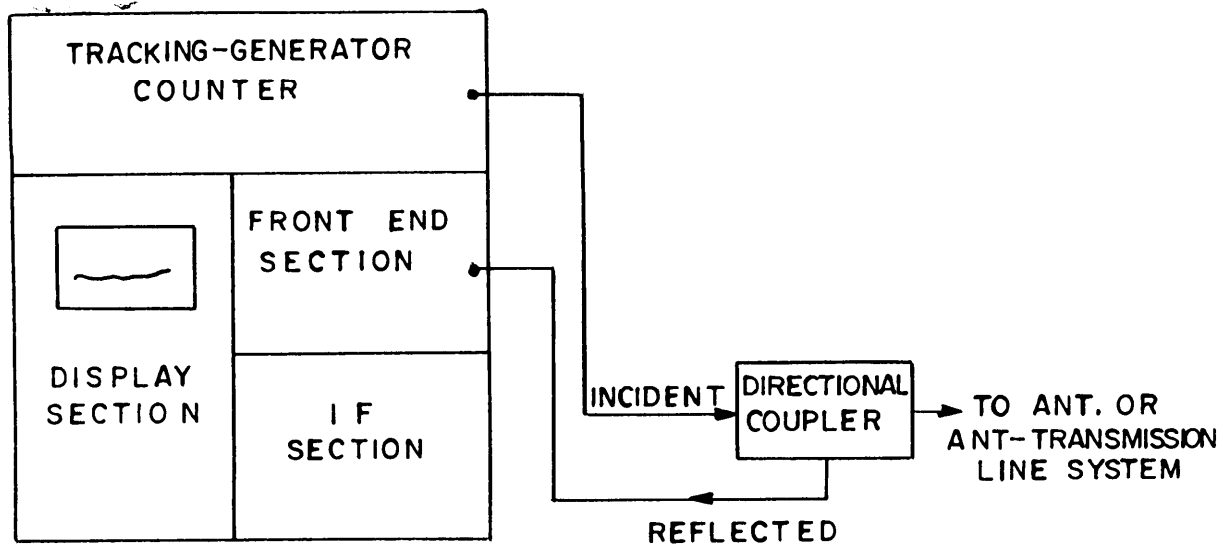 TRACKING-GENERATOR
COUNTER
FRONT END
SECTION
DISPLAY
SECTION
IF
SECTION
INCIDENT
DIRECTIONAL
COUPLER
TO ANT. OR
ANT-TRANSMISSION
LINE SYSTEM
REFLECTED